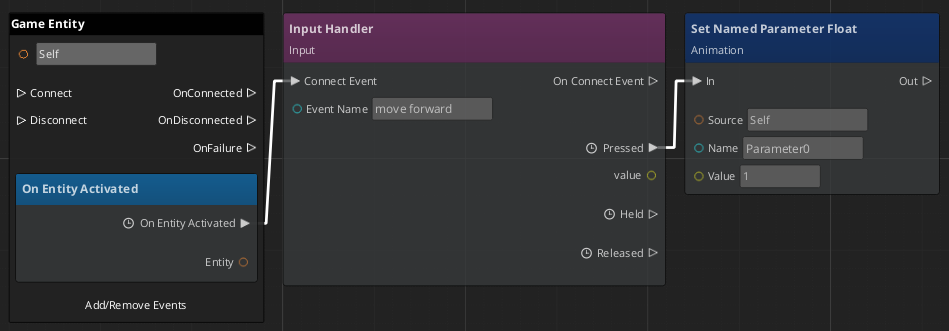 Game Entity
Self
Connect
OnConnected
Disconnect
OnDisconnected
OnFailure
On Entity Activated
On Entity Activated
Entity
Add/Remove Events
Input Handler
Input
Connect Event
On Connect Event
Event Name
move forward
Pressed
value
Held
Released
Set Named Parameter Float
Animation
In
Out
Source
Self
Name
Parameter0
Value
1